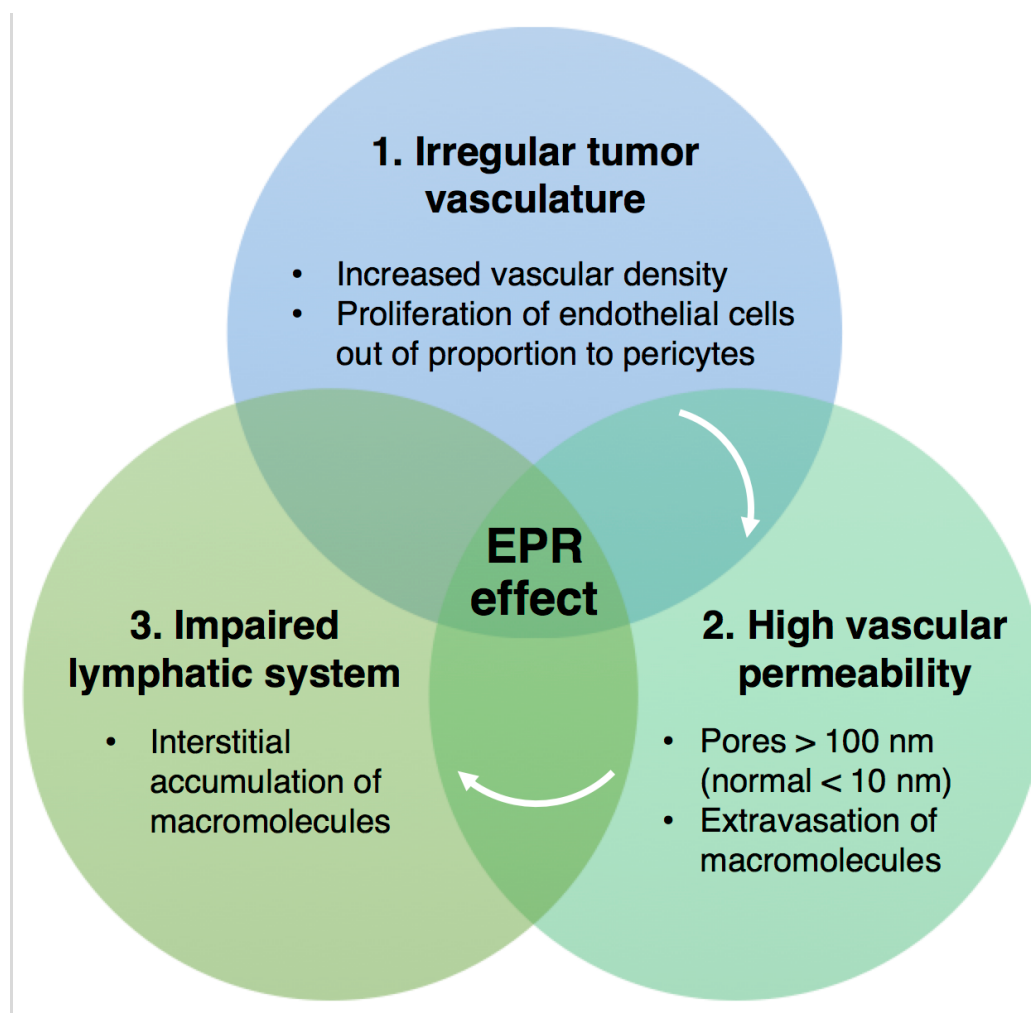 1. Irregular tumor
vasculature
• Increased vascular density
• Proliferation of endothelial cells
out of proportion to pericytes
EPR
effect
2. High vascular
permeability
• Pores > 100 nm
(normal < 10 nm)
• Extravasation of
macromolecules
3. Impaired
lymphatic system
• Interstitial
accumulation of
macromolecules